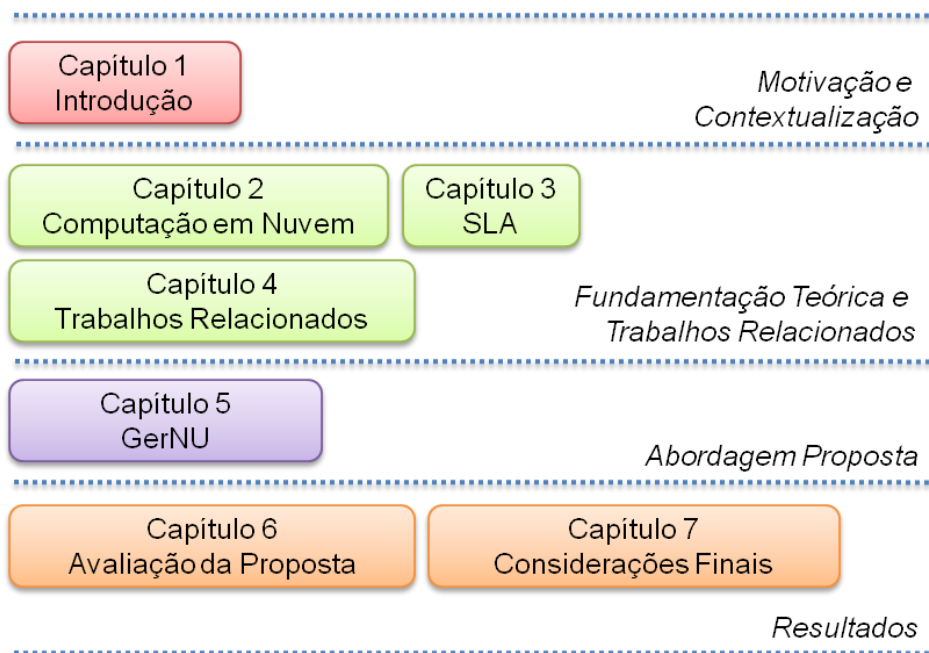 Capítulo 1
Introdução
Motivação e
Contextualização
Capítulo 2
Computação em Nuvem
Capítulo 3
SLA
Capítulo 4
Trabalhos Relacionados
Fundamentação Teórica e
Trabalhos Relacionados
Capítulo 5
GerNU
Abordagem Proposta
Capítulo 6
Avaliação da Proposta
Capítulo 7
Considerações Finais
Resultados